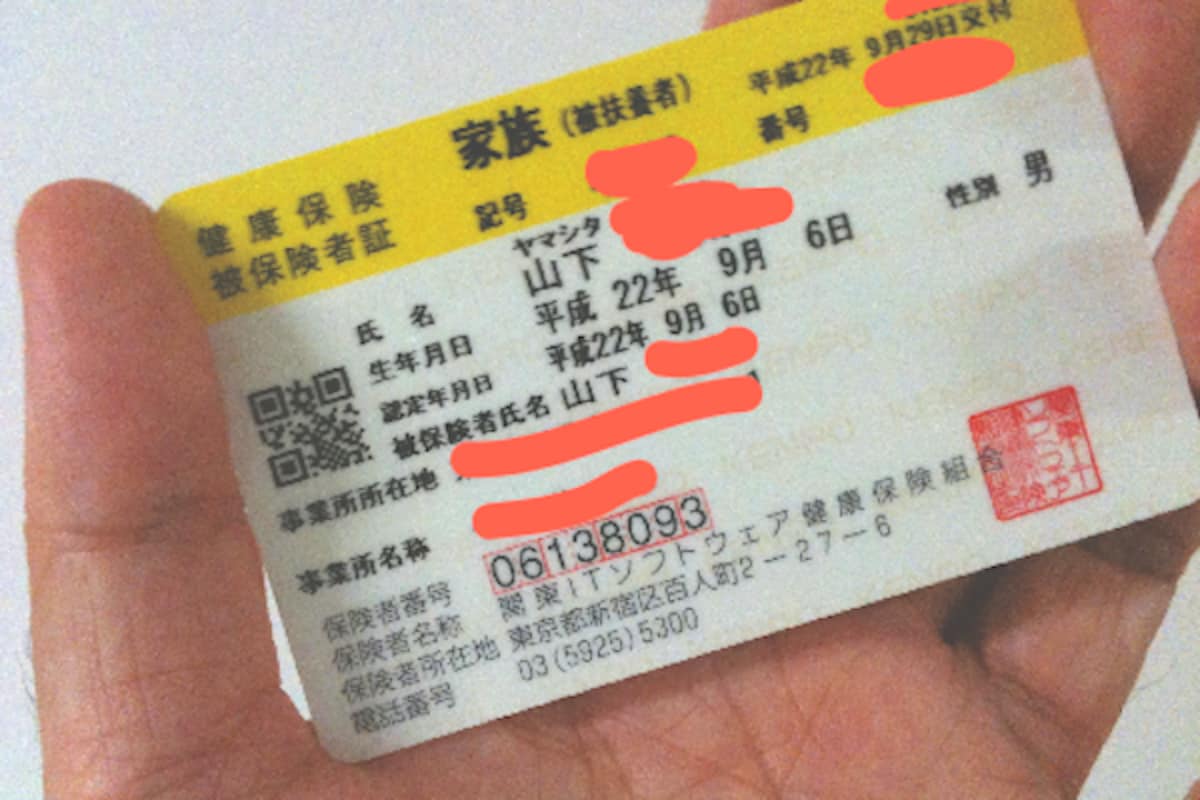 健康保険
被保険者証
家族(被扶養者)
平成22年 9月29日交付
記号
番号
ヤマシタ
氏名 山下
性別 男
生年月日 平成 22年 9月 6日
認定年月日 平成22年 9月 6日
被保険者氏名 山下
事業所所在地
事業所名称
保険者番号 06138093
保険者名称 関東ITソフトウェア健康保険組合
保険者所在地 東京都新宿区百人町2-27-6
電話番号 03(5925)5300